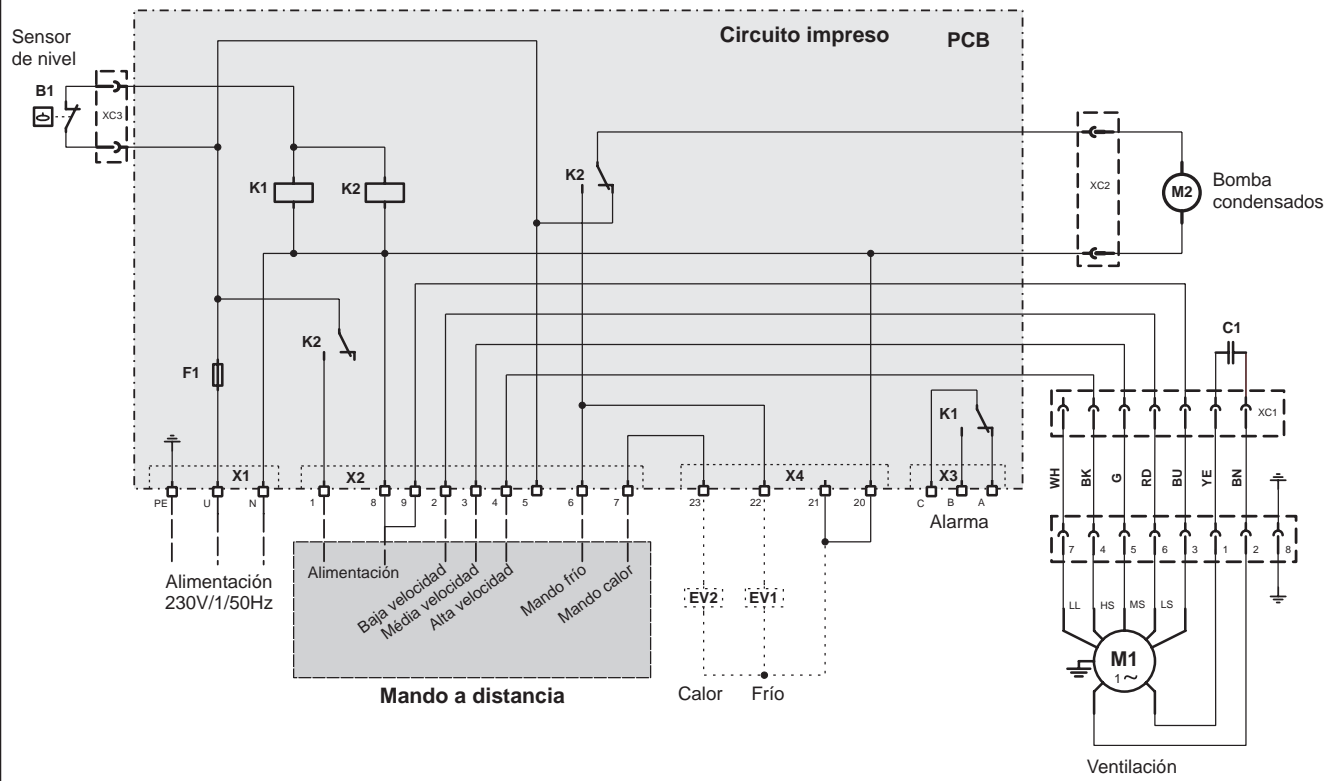 Circuito impreso PCB
Sensor
de nivel
B1
XC3
K1
K2
K2
XC2
M2
Bomba
condensados
K2
F1
C1
K1
XC1
X1
X2
X4
X3
WH
BK
G
RD
BU
YE
BN
PE
U
N
1
8
9
2
3
4
5
6
7
23
22
21
20
C
B
A
Alarma
7
4
5
6
3
1
2
8
Alimentación
230V/1/50Hz
Alimentación
Baja velocidad
Média velocidad
Alta velocidad
Mando frío
Mando calor
EV2
EV1
LL
HS
MS
LS
M1
1~
Mando a distancia
Calor
Frío
Ventilación